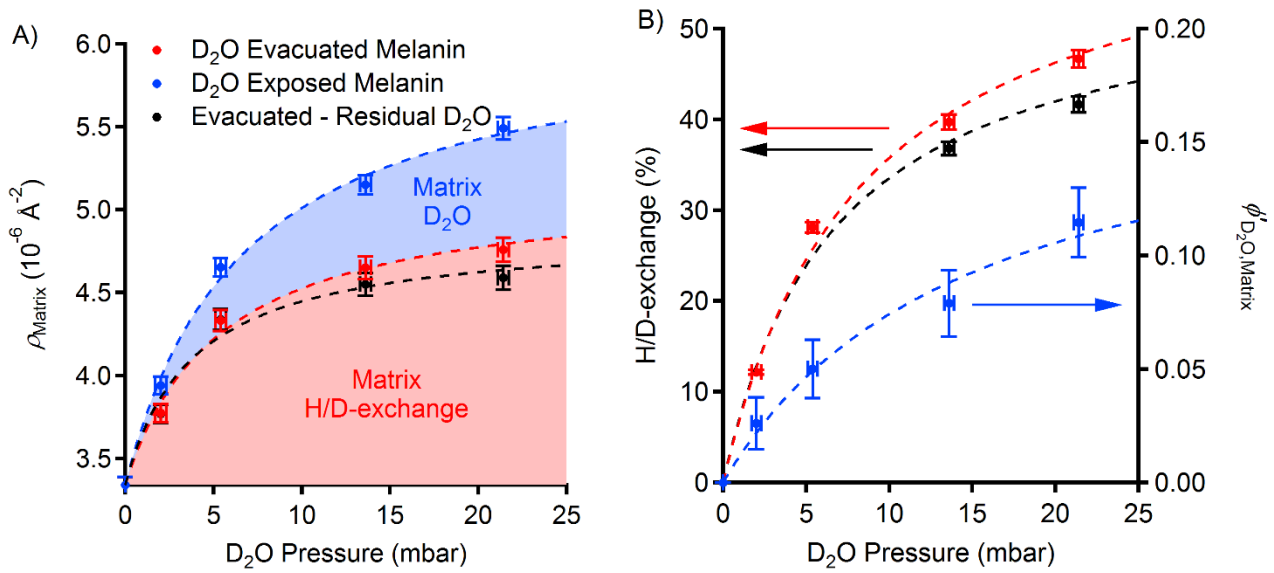 A)
6.0
5.5
5.0
4.5
4.0
3.5
ρMatrix (10⁻⁶ Å⁻²)
D₂O Evacuated Melanin
D₂O Exposed Melanin
Evacuated - Residual D₂O
Matrix
D₂O
Matrix
H/D-exchange
0 5 10 15 20 25
D₂O Pressure (mbar)
B)
50
40
30
20
10
0
H/D-exchange (%)
0.20
0.15
0.10
0.05
0.00
ϕ'D₂O,Matrix
0 5 10 15 20 25
D₂O Pressure (mbar)